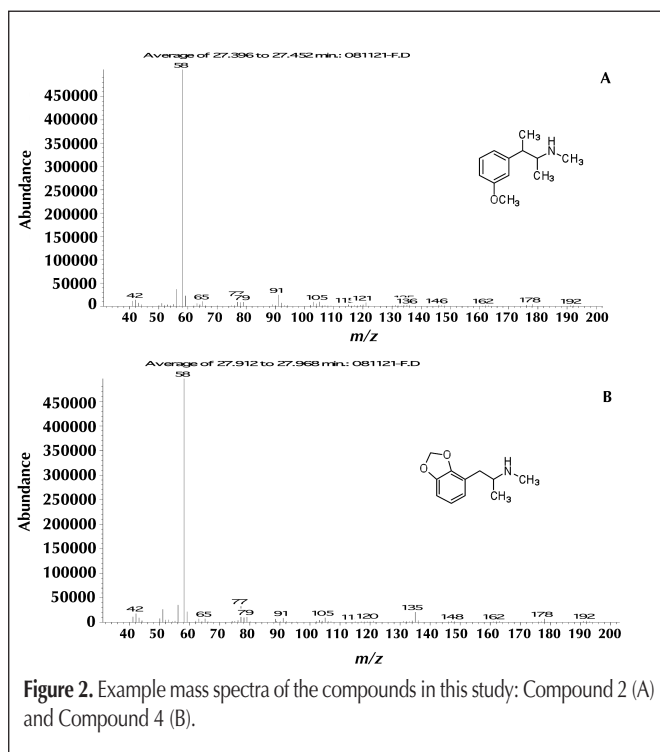 Average of 27.396 to 27.452 min.: 081121-F.D
58
A
450000
400000
350000
300000
250000
200000
150000
100000
50000
0
Abundance
CH₃
H
N
CH₃
CH₃
OCH₃
42
65
77
79
91
105
121
136
146
162
178
192
40 50 60 70 80 90 100 110 120 130 140 150 160 170 180 190 200
m/z
Average of 27.912 to 27.968 min.: 081121-F.D
58
B
450000
400000
350000
300000
250000
200000
150000
100000
50000
0
Abundance
O
O
H
N
CH₃
CH₃
42
65
77
79
91
105
120
135
148
162
178
192
40 50 60 70 80 90 100 110 120 130 140 150 160 170 180 190 200
m/z
Figure 2. Example mass spectra of the compounds in this study: Compound 2 (A)
and Compound 4 (B).